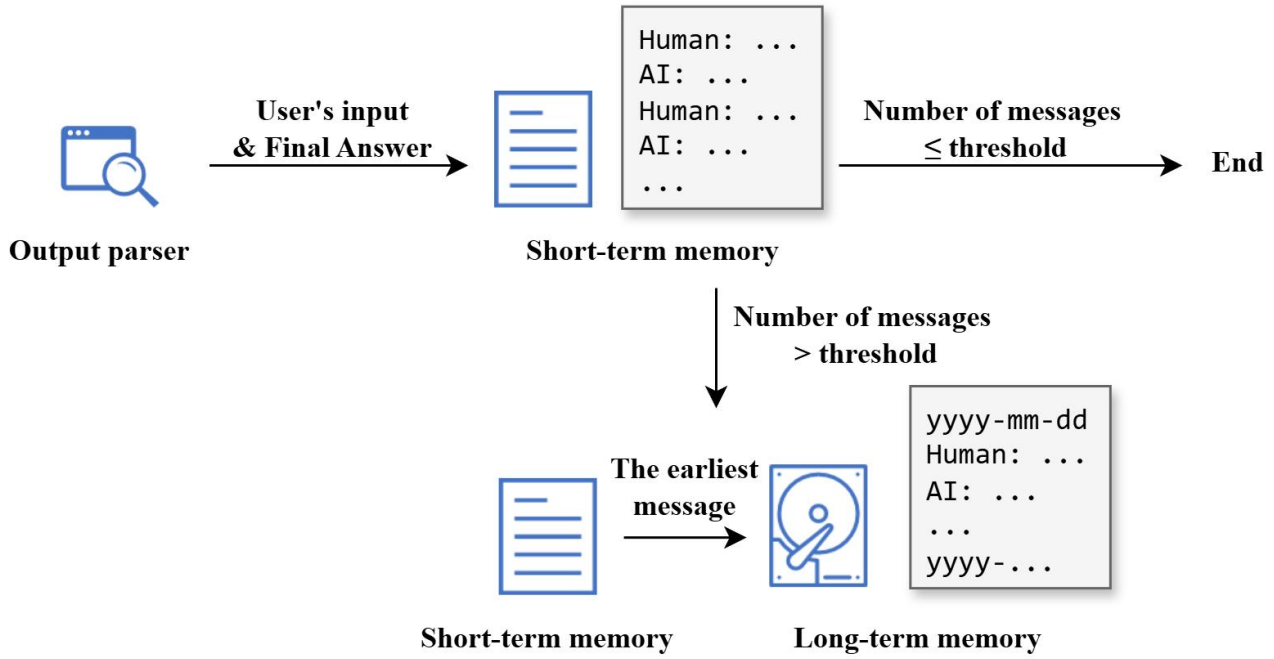 Human: ...
AI: ...
Human: ...
AI: ...
...
User's input
& Final Answer
Number of messages
≤ threshold
End
Output parser
Short-term memory
Number of messages
> threshold
The earliest
message
yyyy-mm-dd
Human: ...
AI: ...
...
yyyy-...
Short-term memory
Long-term memory